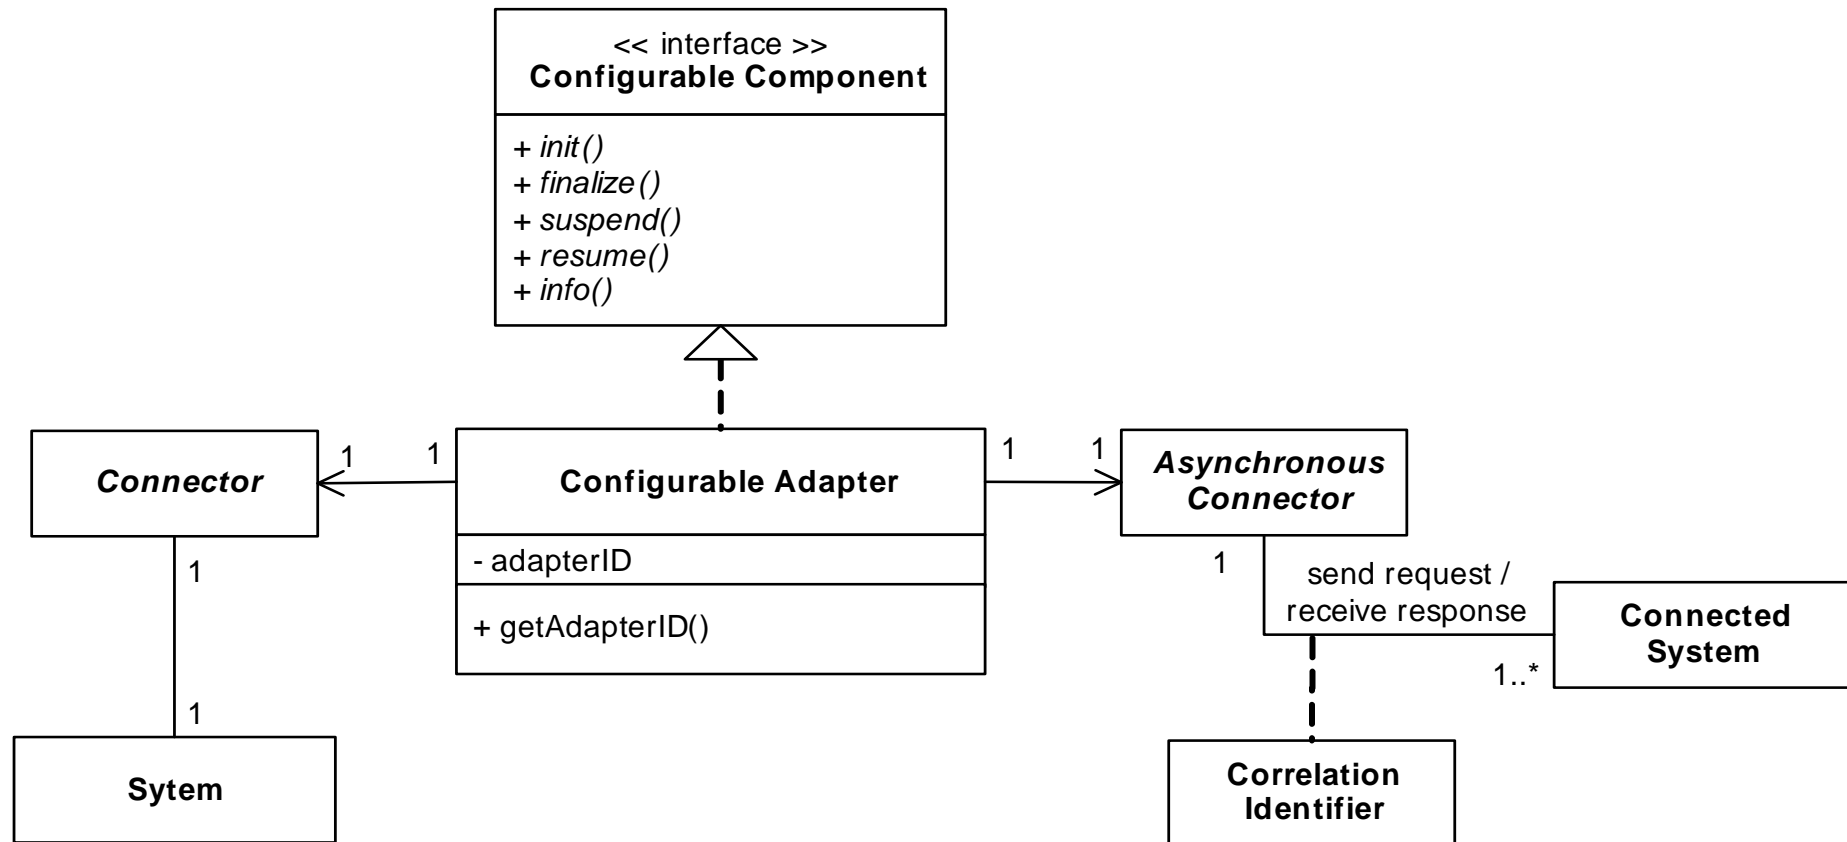 << interface >>
Configurable Component
+ init()
+ finalize()
+ suspend()
+ resume()
+ info()
Connector
1
1
Configurable Adapter
- adapterID
+ getAdapterID()
1
1
Asynchronous
Connector
1
1
Sytem
1
send request /
receive response
1..*
Connected
System
Correlation
Identifier